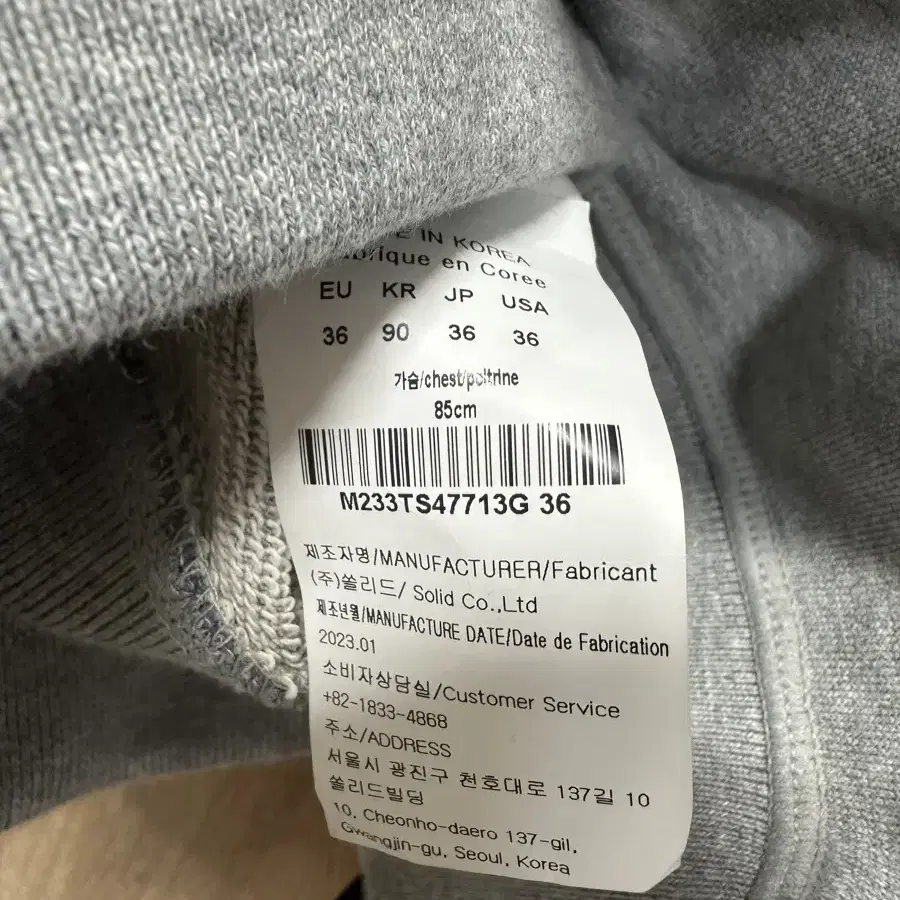 E IN KOREA
brique en Coree
EU KR JP USA
36 90 36 36
가슴/chest/poitrine
85cm
M233TS47713G 36
제조자명/MANUFACTURER/Fabricant
(주)쏠리드/ Solid Co.,Ltd
제조년월/MANUFACTURE DATE/Date de Fabrication
2023.01
소비자상담실/Customer Service
+82-1833-4868
주소/ADDRESS
서울시 광진구 천호대로 137길 10
쏠리드빌딩
10, Cheonho-daero 137-gil,
Gwangjin-gu, Seoul, Korea